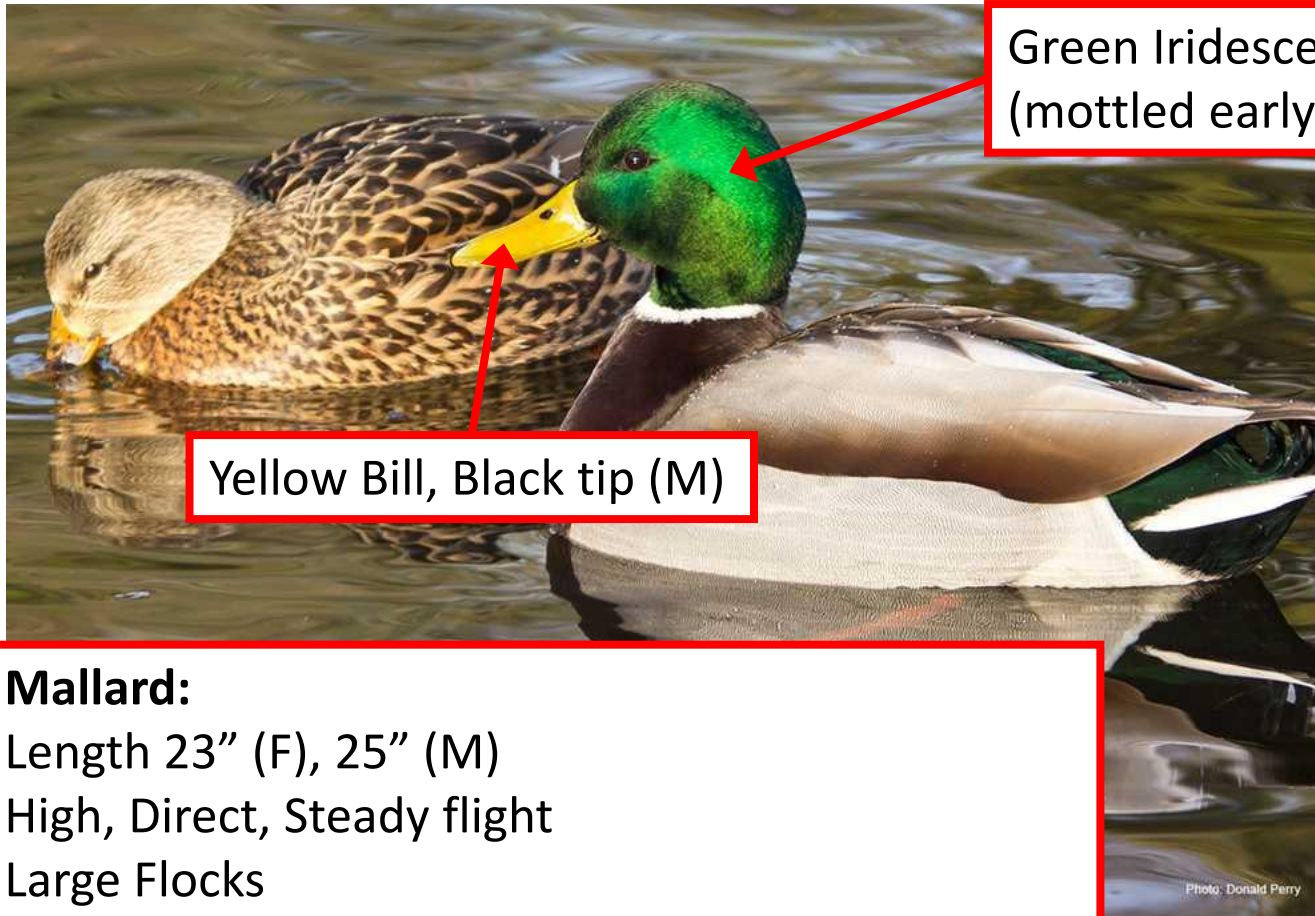 Green Iridesce
(mottled early
Yellow Bill, Black tip (M)
Mallard:
Length 23” (F), 25” (M)
High, Direct, Steady flight
Large Flocks
Photo: Donald Perry